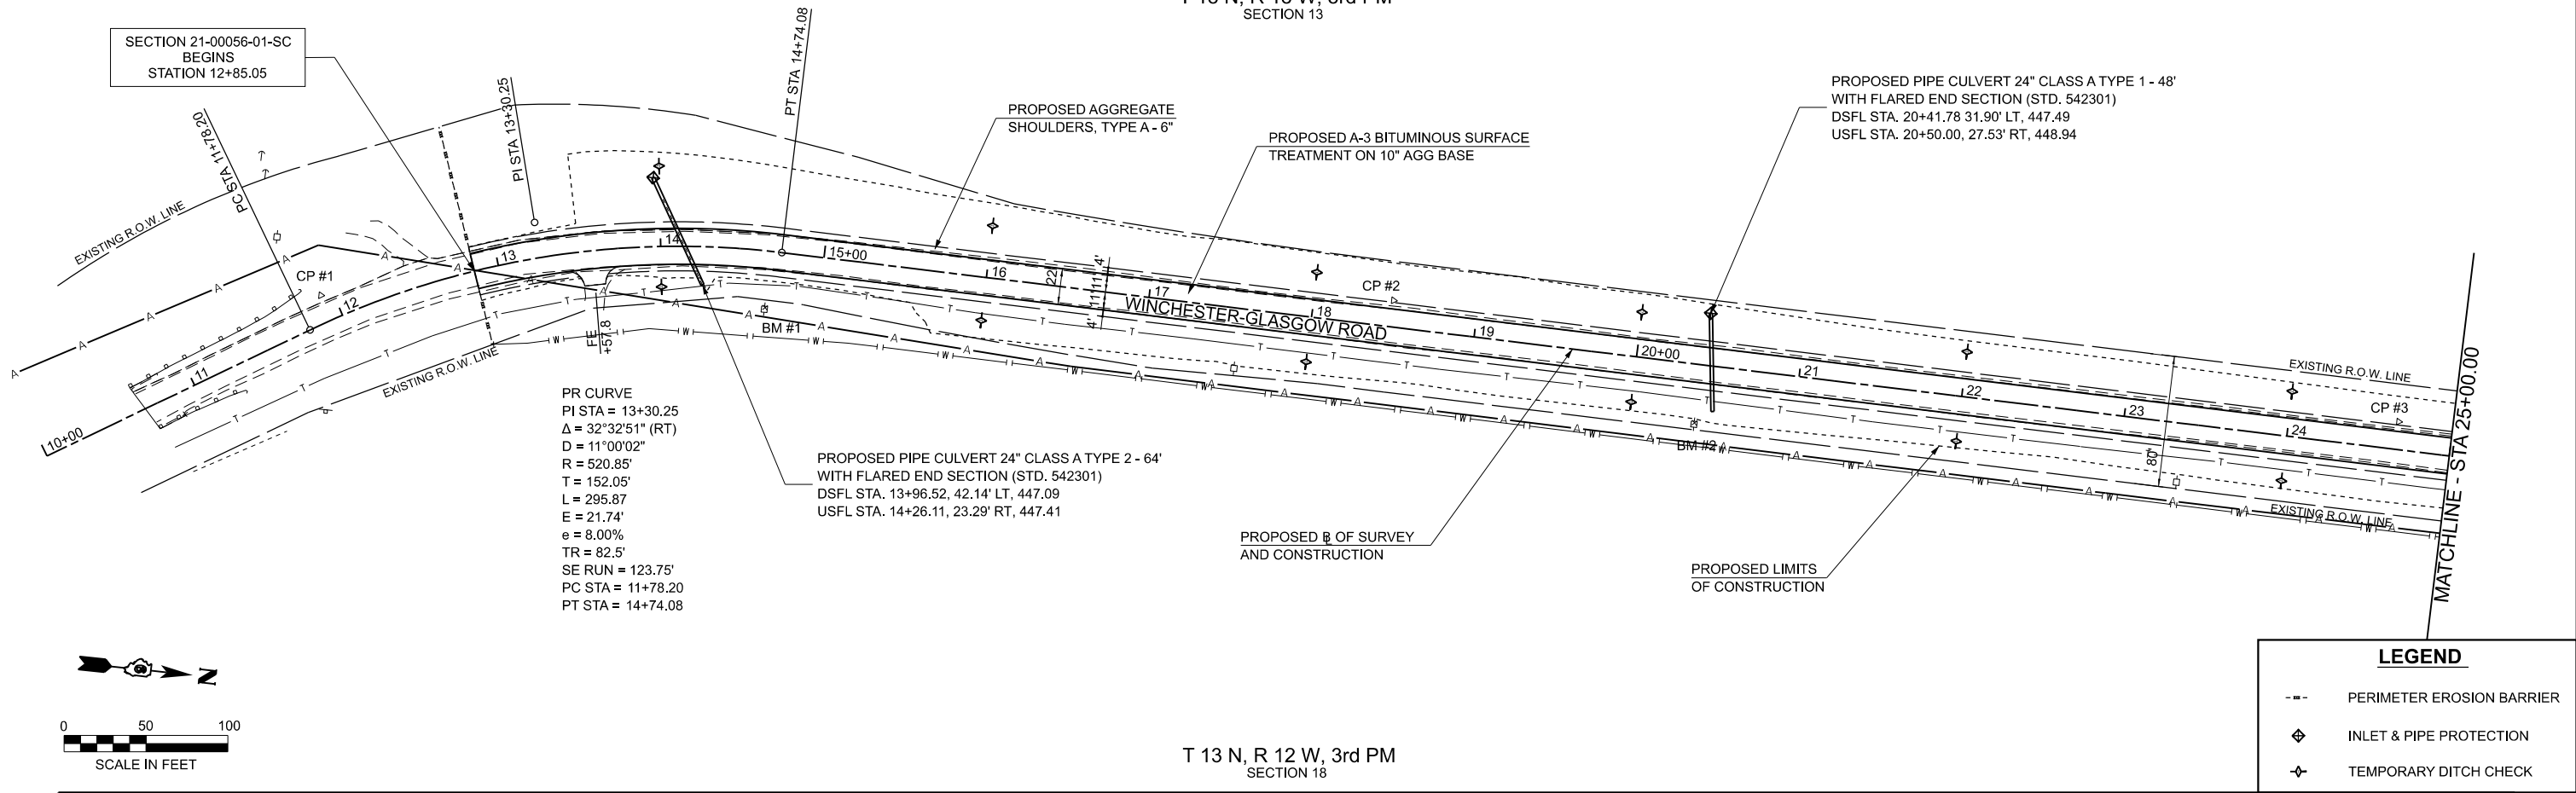 SECTION 13
SECTION 21-00056-01-SC
BEGINS
STATION 12+85.05
PC STA 11+78.20
PI STA 13+30.25
PT STA 14+74.08
PROPOSED AGGREGATE
SHOULDERS, TYPE A - 6"
PROPOSED A-3 BITUMINOUS SURFACE
TREATMENT ON 10" AGG BASE
PROPOSED PIPE CULVERT 24" CLASS A TYPE 1 - 48'
WITH FLARED END SECTION (STD. 542301)
DSFL STA. 20+41.78 31.90' LT, 447.49
USFL STA. 20+50.00, 27.53' RT, 448.94
EXISTING R.O.W. LINE
CP #1
10+00
11
12
13
14
15+00
16
17
18
19
20+00
21
22
23
24
22'
4'
11'
11'
4'
WINCHESTER-GLASGOW ROAD
CP #2
CP #3
BM #1
BM #2
FE
+57.8
80'
EXISTING R.O.W. LINE
EXISTING R.O.W. LINE
EXISTING R.O.W. LINE
MATCHLINE - STA 25+00.00
PR CURVE
PI STA = 13+30.25
Δ = 32°32'51" (RT)
D = 11°00'02"
R = 520.85'
T = 152.05'
L = 295.87
E = 21.74'
e = 8.00%
TR = 82.5'
SE RUN = 123.75'
PC STA = 11+78.20
PT STA = 14+74.08
PROPOSED PIPE CULVERT 24" CLASS A TYPE 2 - 64'
WITH FLARED END SECTION (STD. 542301)
DSFL STA. 13+96.52, 42.14' LT, 447.09
USFL STA. 14+26.11, 23.29' RT, 447.41
PROPOSED B̲L OF SURVEY
AND CONSTRUCTION
PROPOSED LIMITS
OF CONSTRUCTION
N
0 50 100
SCALE IN FEET
T 13 N, R 12 W, 3rd PM
SECTION 18
LEGEND
PERIMETER EROSION BARRIER
INLET & PIPE PROTECTION
TEMPORARY DITCH CHECK